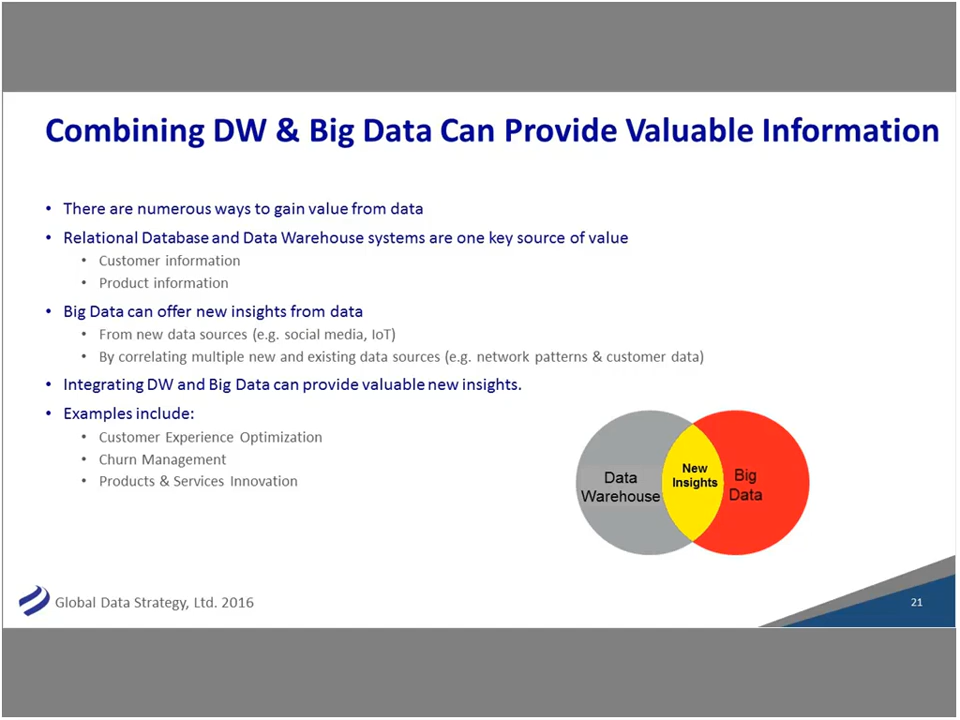 Combining DW & Big Data Can Provide Valuable Information
• There are numerous ways to gain value from data
• Relational Database and Data Warehouse systems are one key source of value
• Customer information
• Product information
• Big Data can offer new insights from data
• From new data sources (e.g. social media, IoT)
• By correlating multiple new and existing data sources (e.g. network patterns & customer data)
• Integrating DW and Big Data can provide valuable new insights.
• Examples include:
• Customer Experience Optimization
• Churn Management
• Products & Services Innovation
Data
Warehouse
New
Insights
Big
Data
Global Data Strategy, Ltd. 2016
21